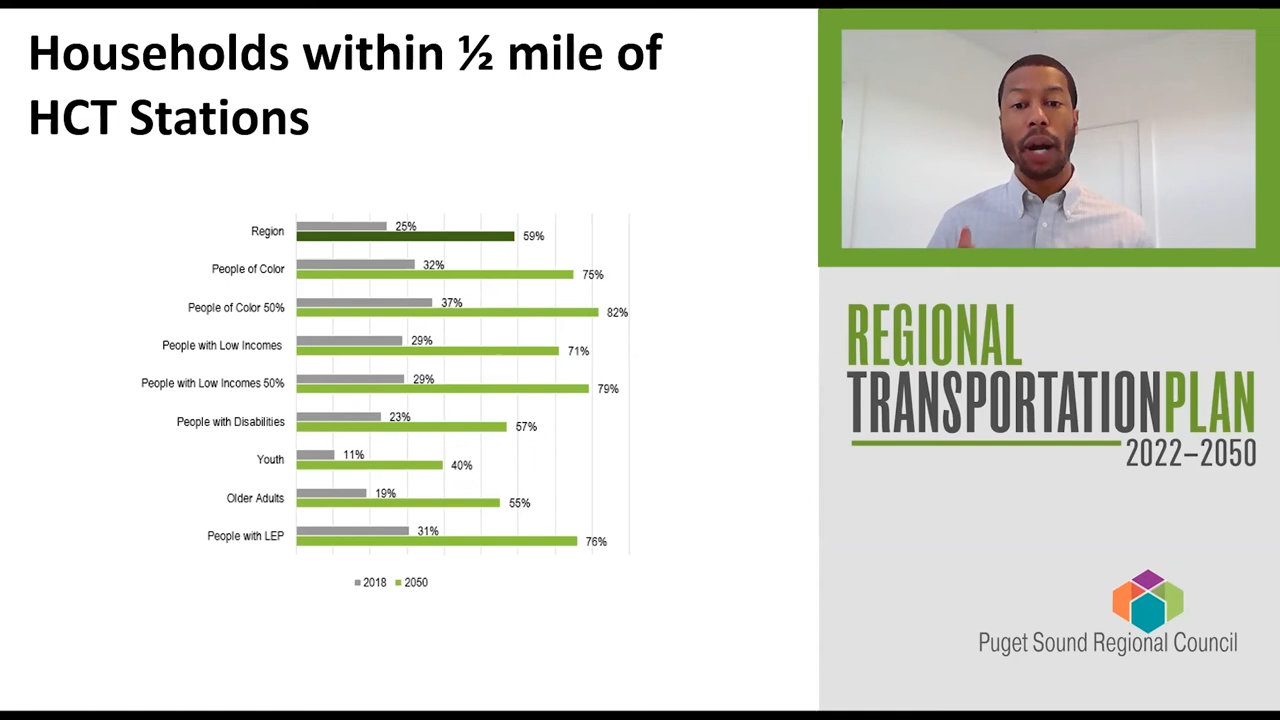 Households within ½ mile of
HCT Stations
Region
25%
59%
People of Color
32%
75%
People of Color 50%
37%
82%
People with Low Incomes
29%
71%
People with Low Incomes 50%
29%
79%
People with Disabilities
23%
57%
Youth
11%
40%
Older Adults
19%
55%
People with LEP
31%
76%
2018 2050
REGIONAL
TRANSPORTATIONPLAN
2022–2050
Puget Sound Regional Council